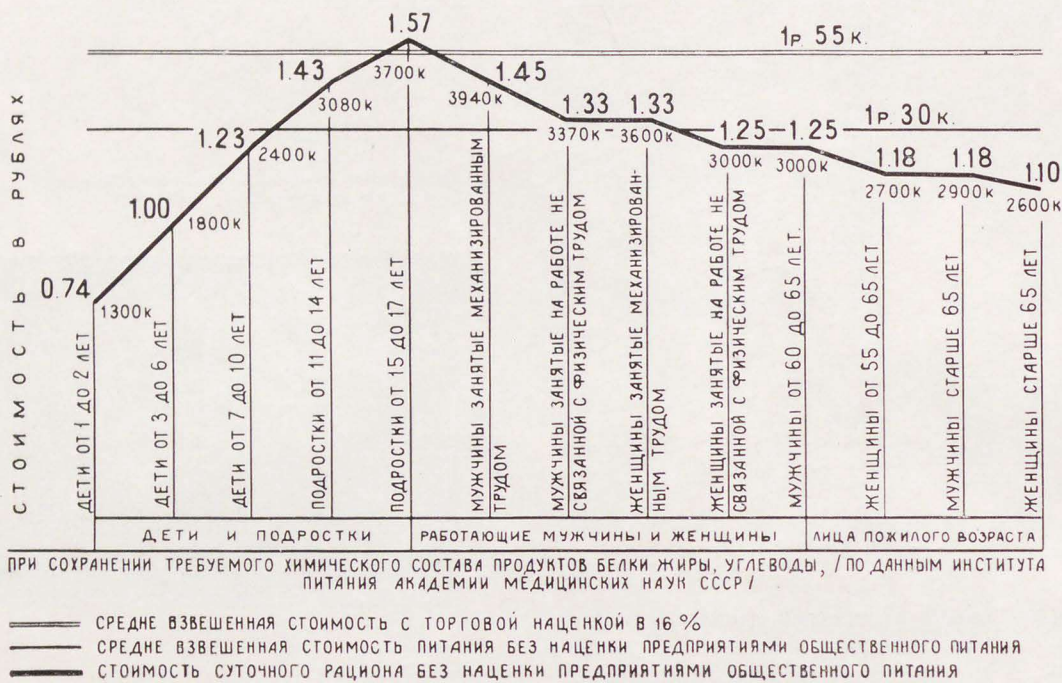 1.57
1р. 55 к.
1.43
3700к
1.45
3080к
3940к
1.33
1.33
1р. 30 к.
1.23
3370к
3600к
1.25
1.25
2400к
3000к
3000к
1.18
1.18
1.10
1.00
2700к
2900к
2600к
1800к
0.74
1300к
СТОИМОСТЬ В РУБЛЯХ
ДЕТИ ОТ 1 ДО 2 ЛЕТ
ДЕТИ ОТ 3 ДО 6 ЛЕТ
ДЕТИ ОТ 7 ДО 10 ЛЕТ
ПОДРОСТКИ ОТ 11 ДО 14 ЛЕТ
ПОДРОСТКИ ОТ 15 ДО 17 ЛЕТ
МУЖЧИНЫ ЗАНЯТЫЕ МЕХАНИЗИРОВАННЫМ
ТРУДОМ
МУЖЧИНЫ ЗАНЯТЫЕ НА РАБОТЕ НЕ
СВЯЗАННОЙ С ФИЗИЧЕСКИМ ТРУДОМ
ЖЕНЩИНЫ ЗАНЯТЫЕ МЕХАНИЗИРОВАН-
НЫМ ТРУДОМ
ЖЕНЩИНЫ ЗАНЯТЫЕ НА РАБОТЕ НЕ
СВЯЗАННОЙ С ФИЗИЧЕСКИМ ТРУДОМ
МУЖЧИНЫ ОТ 60 ДО 65 ЛЕТ.
ЖЕНЩИНЫ ОТ 55 ДО 65 ЛЕТ
МУЖЧИНЫ СТАРШЕ 65 ЛЕТ
ЖЕНЩИНЫ СТАРШЕ 65 ЛЕТ
ДЕТИ И ПОДРОСТКИ
РАБОТАЮЩИЕ МУЖЧИНЫ И ЖЕНЩИНЫ
ЛИЦА ПОЖИЛОГО ВОЗРАСТА
ПРИ СОХРАНЕНИИ ТРЕБУЕМОГО ХИМИЧЕСКОГО СОСТАВА ПРОДУКТОВ БЕЛКИ ЖИРЫ, УГЛЕВОДЫ, /ПО ДАННЫМ ИНСТИТУТА
ПИТАНИЯ АКАДЕМИИ МЕДИЦИНСКИХ НАУК СССР/
СРЕДНЕ ВЗВЕШЕННАЯ СТОИМОСТЬ С ТОРГОВОЙ НАЦЕНКОЙ В 16 %
СРЕДНЕ ВЗВЕШЕННАЯ СТОИМОСТЬ ПИТАНИЯ БЕЗ НАЦЕНКИ ПРЕДПРИЯТИЯМИ ОБЩЕСТВЕННОГО ПИТАНИЯ
СТОИМОСТЬ СУТОЧНОГО РАЦИОНА БЕЗ НАЦЕНКИ ПРЕДПРИЯТИЯМИ ОБЩЕСТВЕННОГО ПИТАНИЯ